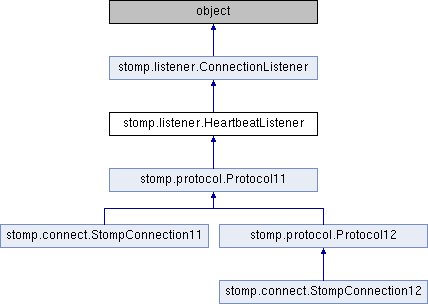 object
stomp.listener.ConnectionListener
stomp.listener.HeartbeatListener
stomp.protocol.Protocol11
stomp.connect.StompConnection11
stomp.protocol.Protocol12
stomp.connect.StompConnection12